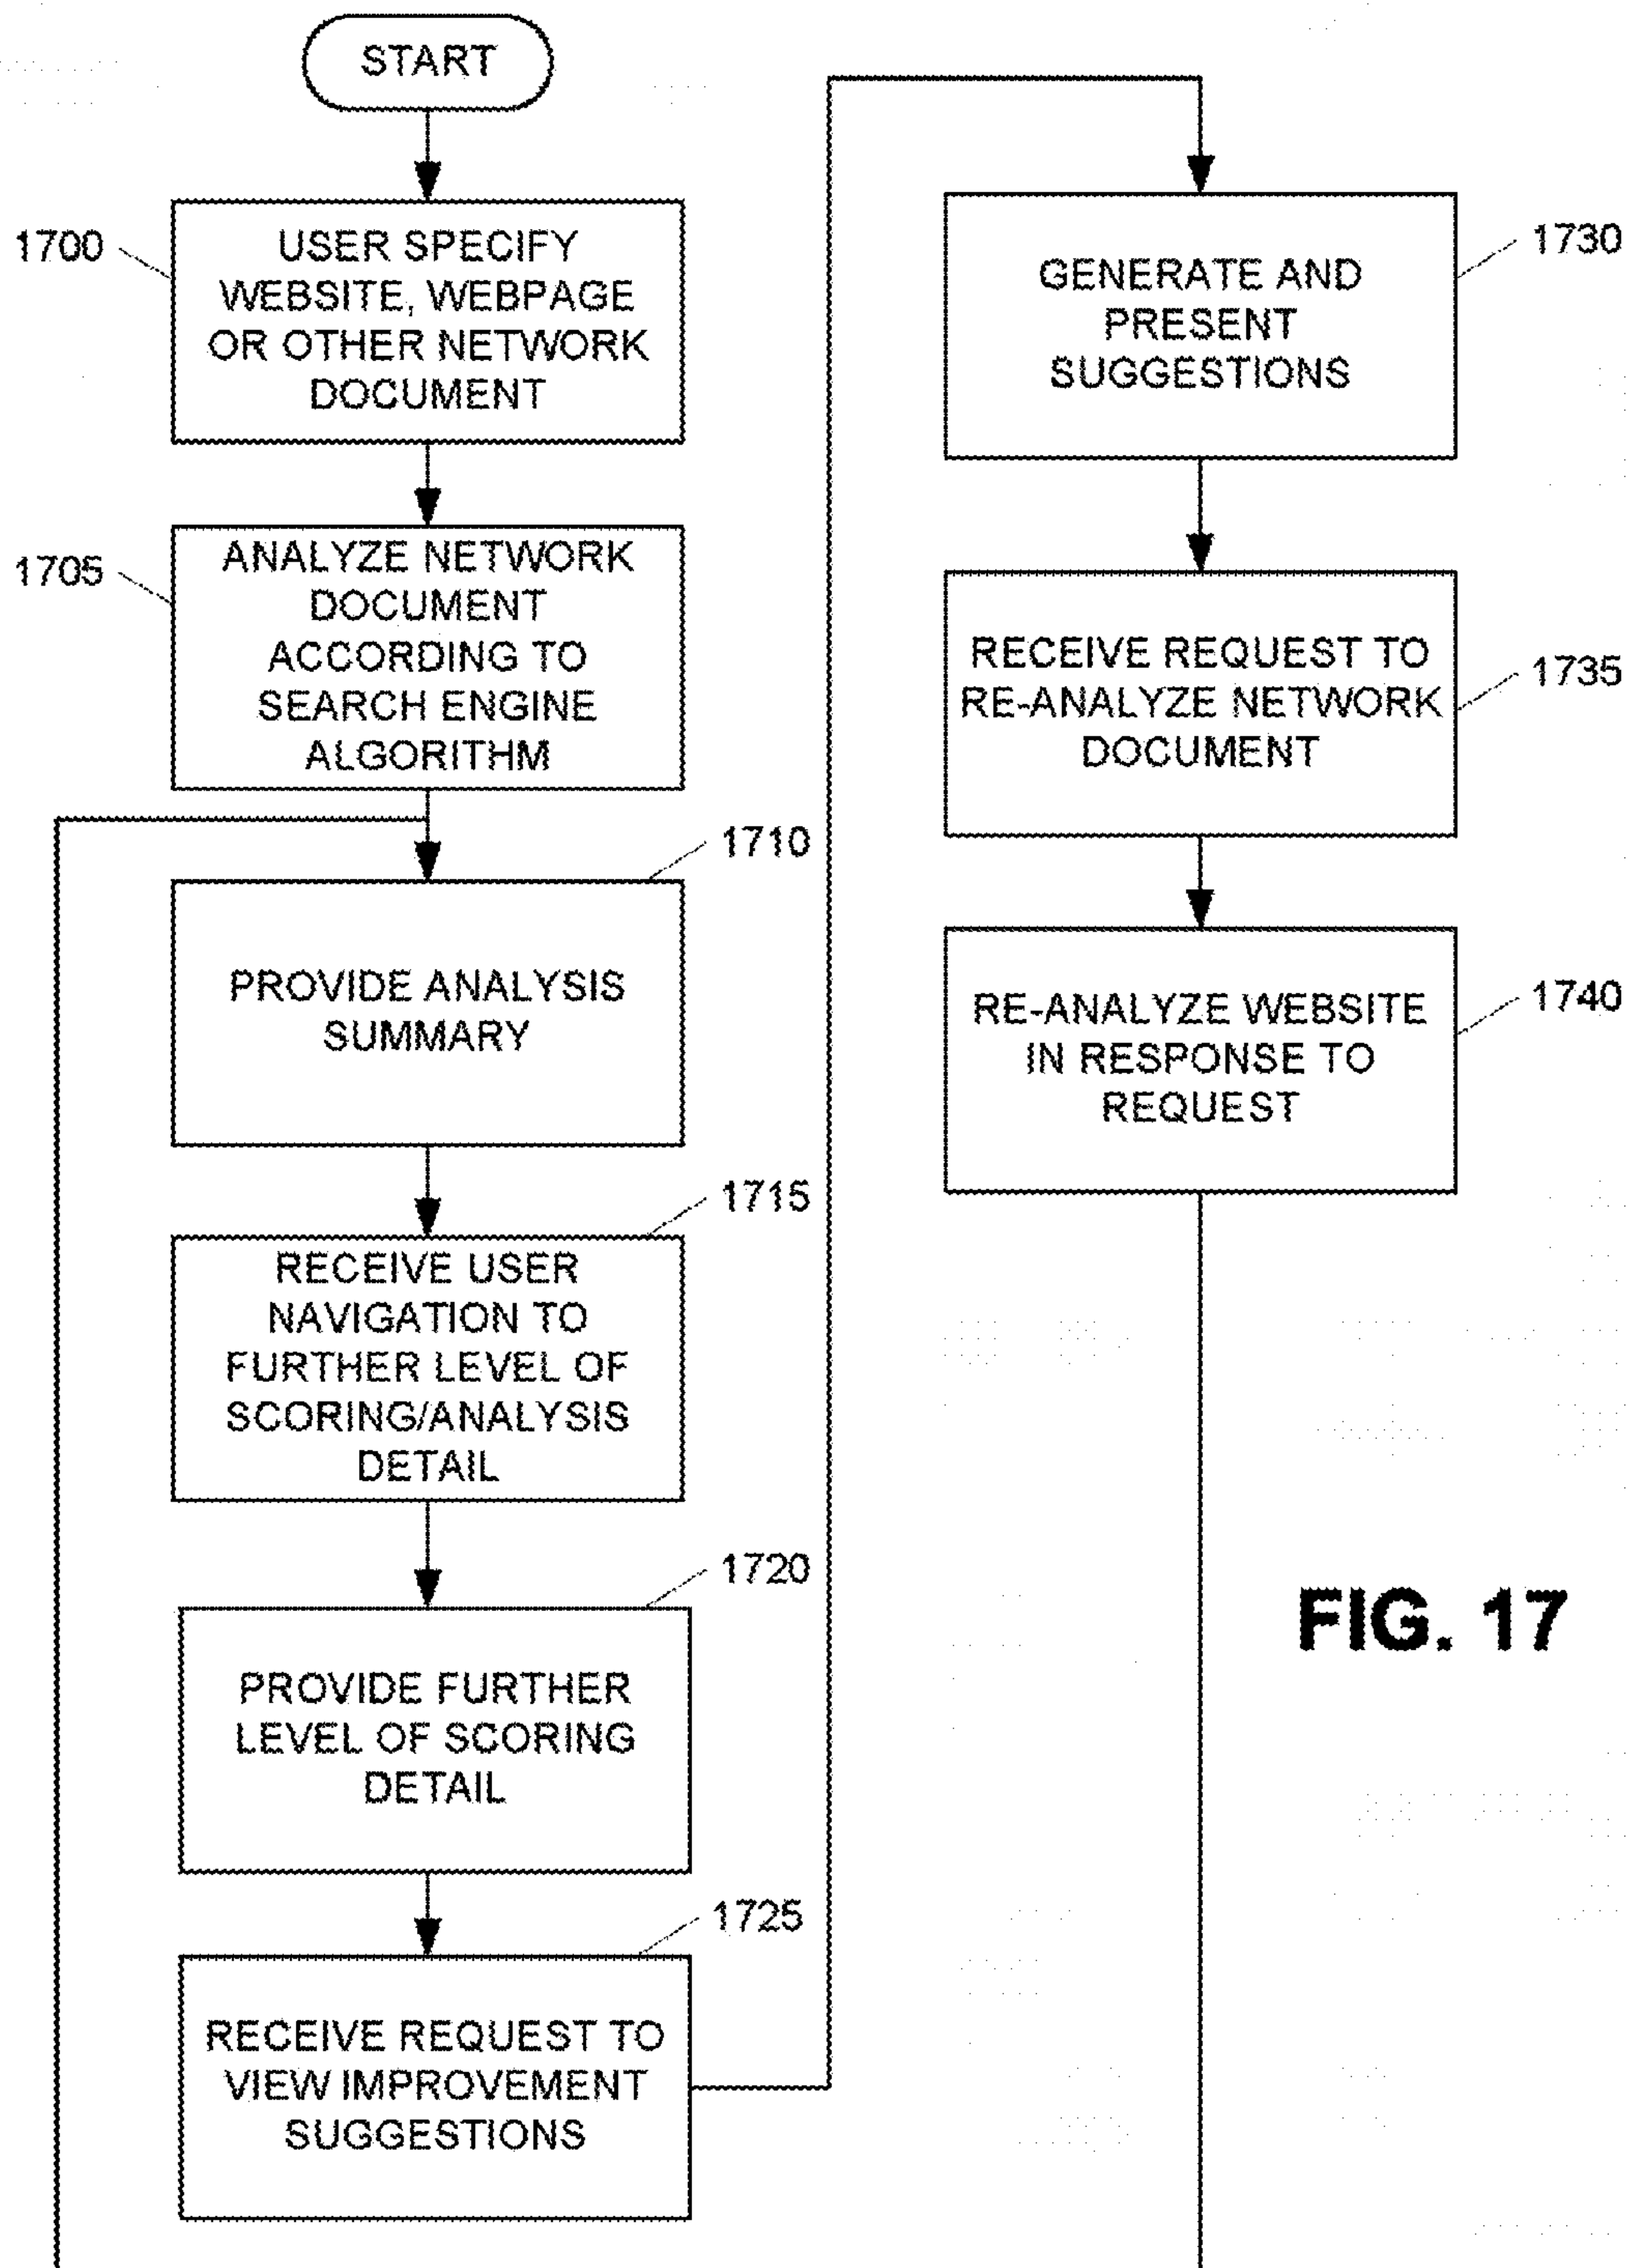 START
1700
USER SPECIFY
WEBSITE, WEBPAGE
OR OTHER NETWORK
DOCUMENT
1705
ANALYZE NETWORK
DOCUMENT
ACCORDING TO
SEARCH ENGINE
ALGORITHM
1710
PROVIDE ANALYSIS
SUMMARY
1715
RECEIVE USER
NAVIGATION TO
FURTHER LEVEL OF
SCORING/ANALYSIS
DETAIL
1720
PROVIDE FURTHER
LEVEL OF SCORING
DETAIL
1725
RECEIVE REQUEST TO
VIEW IMPROVEMENT
SUGGESTIONS
1730
GENERATE AND
PRESENT
SUGGESTIONS
1735
RECEIVE REQUEST TO
RE-ANALYZE NETWORK
DOCUMENT
1740
RE-ANALYZE WEBSITE
IN RESPONSE TO
REQUEST
FIG. 17